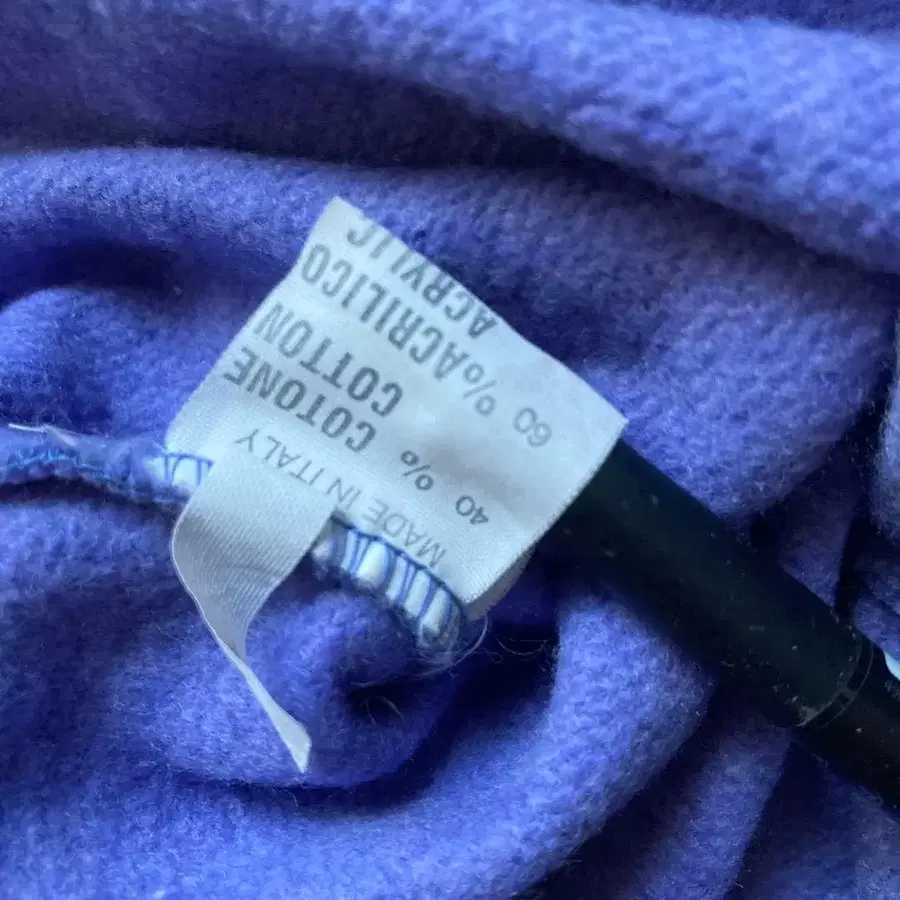 MADE IN ITALY
40 % COTONE
COTTON
60 %ACRILICO
ACRYLIC